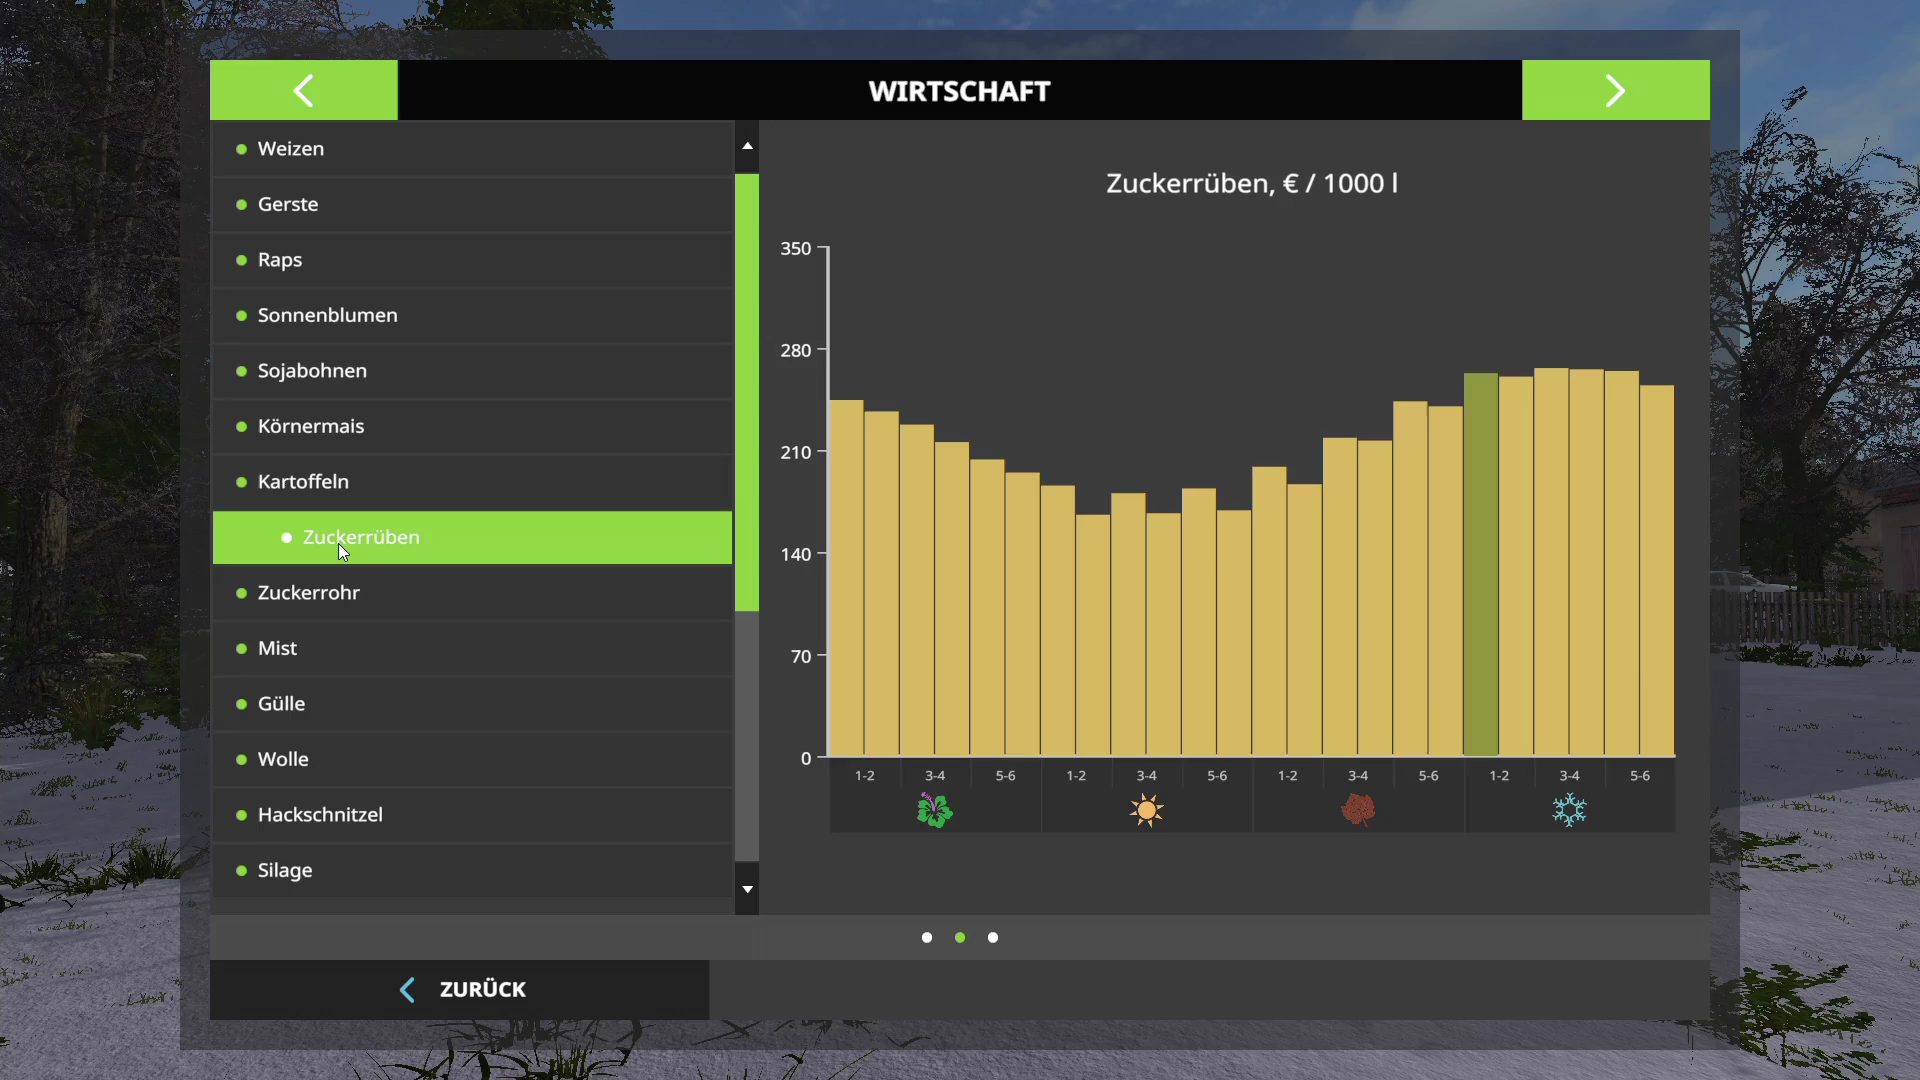 WIRTSCHAFT
Weizen
Gerste
Raps
Sonnenblumen
Sojabohnen
Körnermais
Kartoffeln
Zuckerrüben
Zuckerrohr
Mist
Gülle
Wolle
Hackschnitzel
Silage
Zuckerrüben, € / 1000 l
350
280
210
140
70
0
1-2 3-4 5-6 1-2 3-4 5-6 1-2 3-4 5-6 1-2 3-4 5-6
ZURÜCK